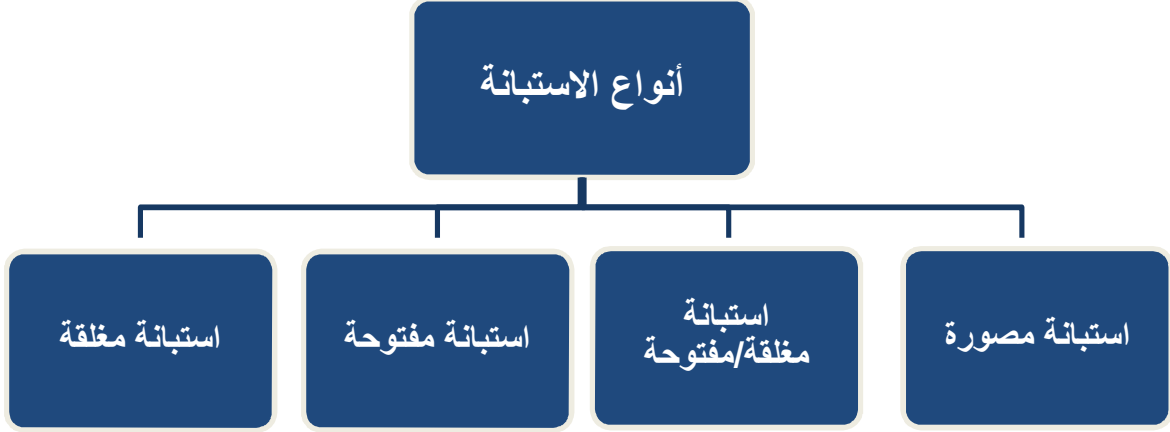 أنواع الاستبانة
استبانة مصورة
استبانة
مغلقة/مفتوحة
استبانة مفتوحة
استبانة مغلقة